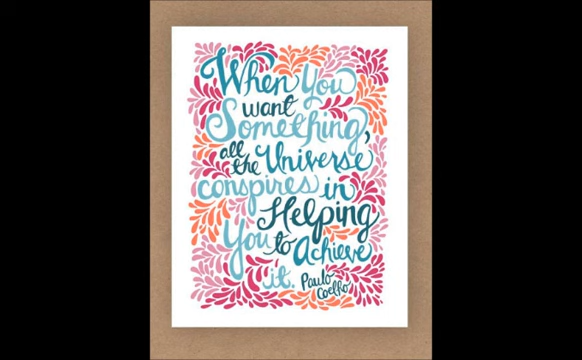 When You
want
Something,
all
the Universe
conspires in
Helping
You to Achieve
it. Paulo
Coelho